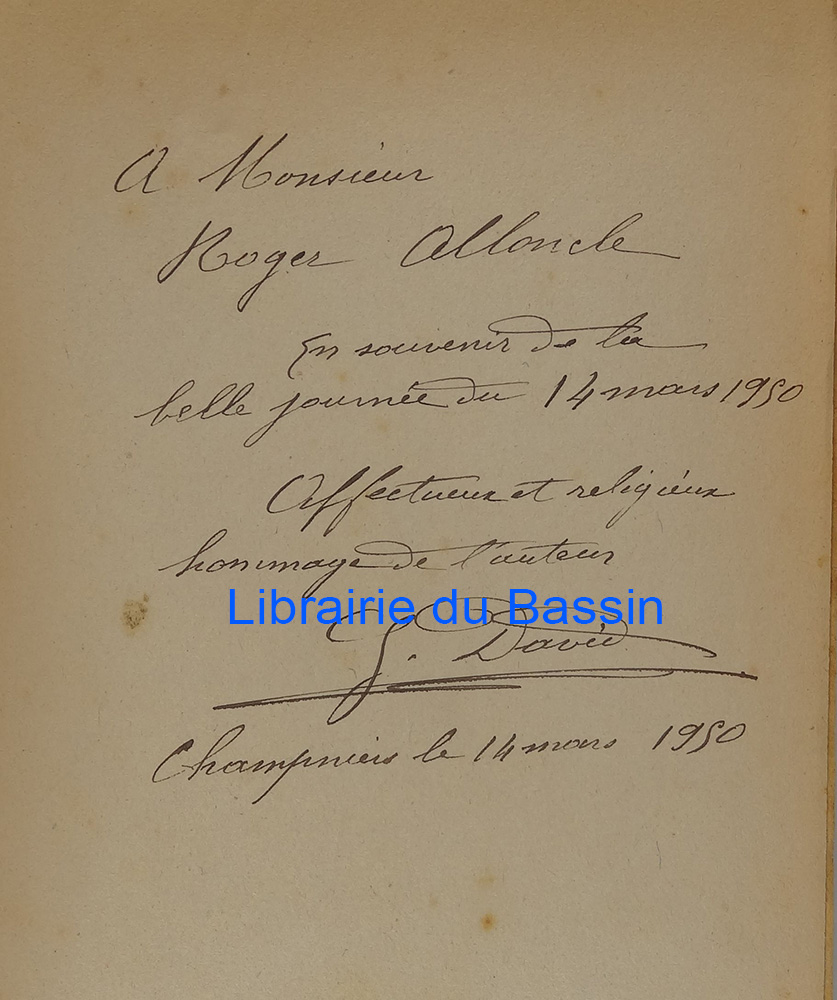 A Monsieur
Roger Alloncle
En souvenir de la
belle journée du 14 mars 1950
Affectueux et religieux
hommage de l'auteur
Librairie du Bassin
G. David
Champniers le 14 mars 1950